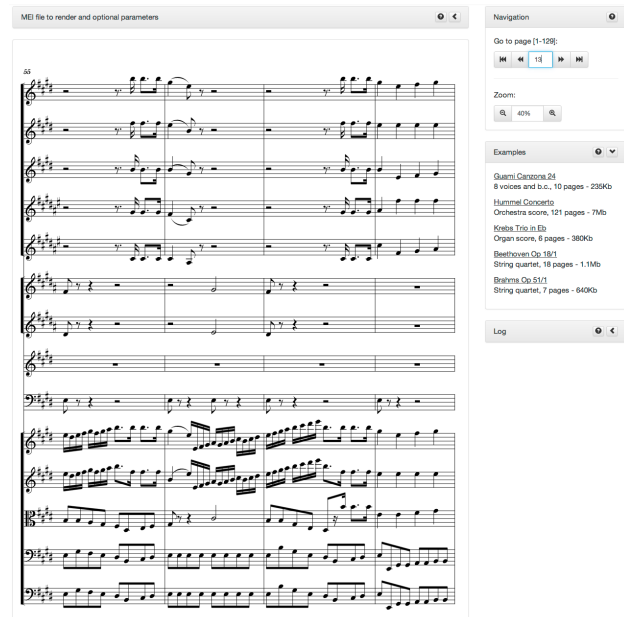 MEI file to render and optional parameters
55
Navigation
Go to page [1-129]:
13
Zoom:
40%
Examples
Guami Canzona 24
8 voices and b.c., 10 pages - 235Kb
Hummel Concerto
Orchestra score, 121 pages - 7Mb
Krebs Trio in Eb
Organ score, 6 pages - 380Kb
Beethoven Op 18/1
String quartet, 18 pages - 1.1Mb
Brahms Op 51/1
String quartet, 7 pages - 640Kb
Log